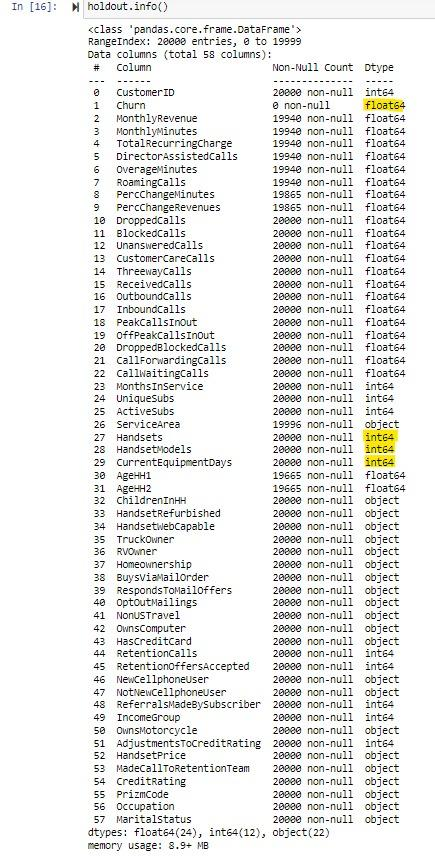 In [16]: holdout.info()
<class 'pandas.core.frame.DataFrame'>
RangeIndex: 20000 entries, 0 to 19999
Data columns (total 58 columns):
# Column Non-Null Count Dtype
--- ------ -------------- -----
0 CustomerID 20000 non-null int64
1 Churn 0 non-null float64
2 MonthlyRevenue 19940 non-null float64
3 MonthlyMinutes 19940 non-null float64
4 TotalRecurringCharge 19940 non-null float64
5 DirectorAssistedCalls 19940 non-null float64
6 OverageMinutes 19940 non-null float64
7 RoamingCalls 19940 non-null float64
8 PercChangeMinutes 19865 non-null float64
9 PercChangeRevenues 19865 non-null float64
10 DroppedCalls 20000 non-null float64
11 BlockedCalls 20000 non-null float64
12 UnansweredCalls 20000 non-null float64
13 CustomerCareCalls 20000 non-null float64
14 ThreewayCalls 20000 non-null float64
15 ReceivedCalls 20000 non-null float64
16 OutboundCalls 20000 non-null float64
17 InboundCalls 20000 non-null float64
18 PeakCallsInOut 20000 non-null float64
19 OffPeakCallsInOut 20000 non-null float64
20 DroppedBlockedCalls 20000 non-null float64
21 CallForwardingCalls 20000 non-null float64
22 CallWaitingCalls 20000 non-null float64
23 MonthsInService 20000 non-null int64
24 UniqueSubs 20000 non-null int64
25 ActiveSubs 20000 non-null int64
26 ServiceArea 19996 non-null object
27 Handsets 20000 non-null int64
28 HandsetModels 20000 non-null int64
29 CurrentEquipmentDays 20000 non-null int64
30 AgeHH1 19665 non-null float64
31 AgeHH2 19665 non-null float64
32 ChildrenInHH 20000 non-null object
33 HandsetRefurbished 20000 non-null object
34 HandsetWebCapable 20000 non-null object
35 TruckOwner 20000 non-null object
36 RVOwner 20000 non-null object
37 Homeownership 20000 non-null object
38 BuysViaMailOrder 20000 non-null object
39 RespondsToMailOffers 20000 non-null object
40 OptOutMailings 20000 non-null object
41 NonUSTravel 20000 non-null object
42 OwnsComputer 20000 non-null object
43 HasCreditCard 20000 non-null object
44 RetentionCalls 20000 non-null int64
45 RetentionOffersAccepted 20000 non-null int64
46 NewCellphoneUser 20000 non-null object
47 NotNewCellphoneUser 20000 non-null object
48 ReferralsMadeBySubscriber 20000 non-null int64
49 IncomeGroup 20000 non-null int64
50 OwnsMotorcycle 20000 non-null object
51 AdjustmentsToCreditRating 20000 non-null int64
52 HandsetPrice 20000 non-null object
53 MadeCallToRetentionTeam 20000 non-null object
54 CreditRating 20000 non-null object
55 PrizmCode 20000 non-null object
56 Occupation 20000 non-null object
57 MaritalStatus 20000 non-null object
dtypes: float64(24), int64(12), object(22)
memory usage: 8.9+ MB